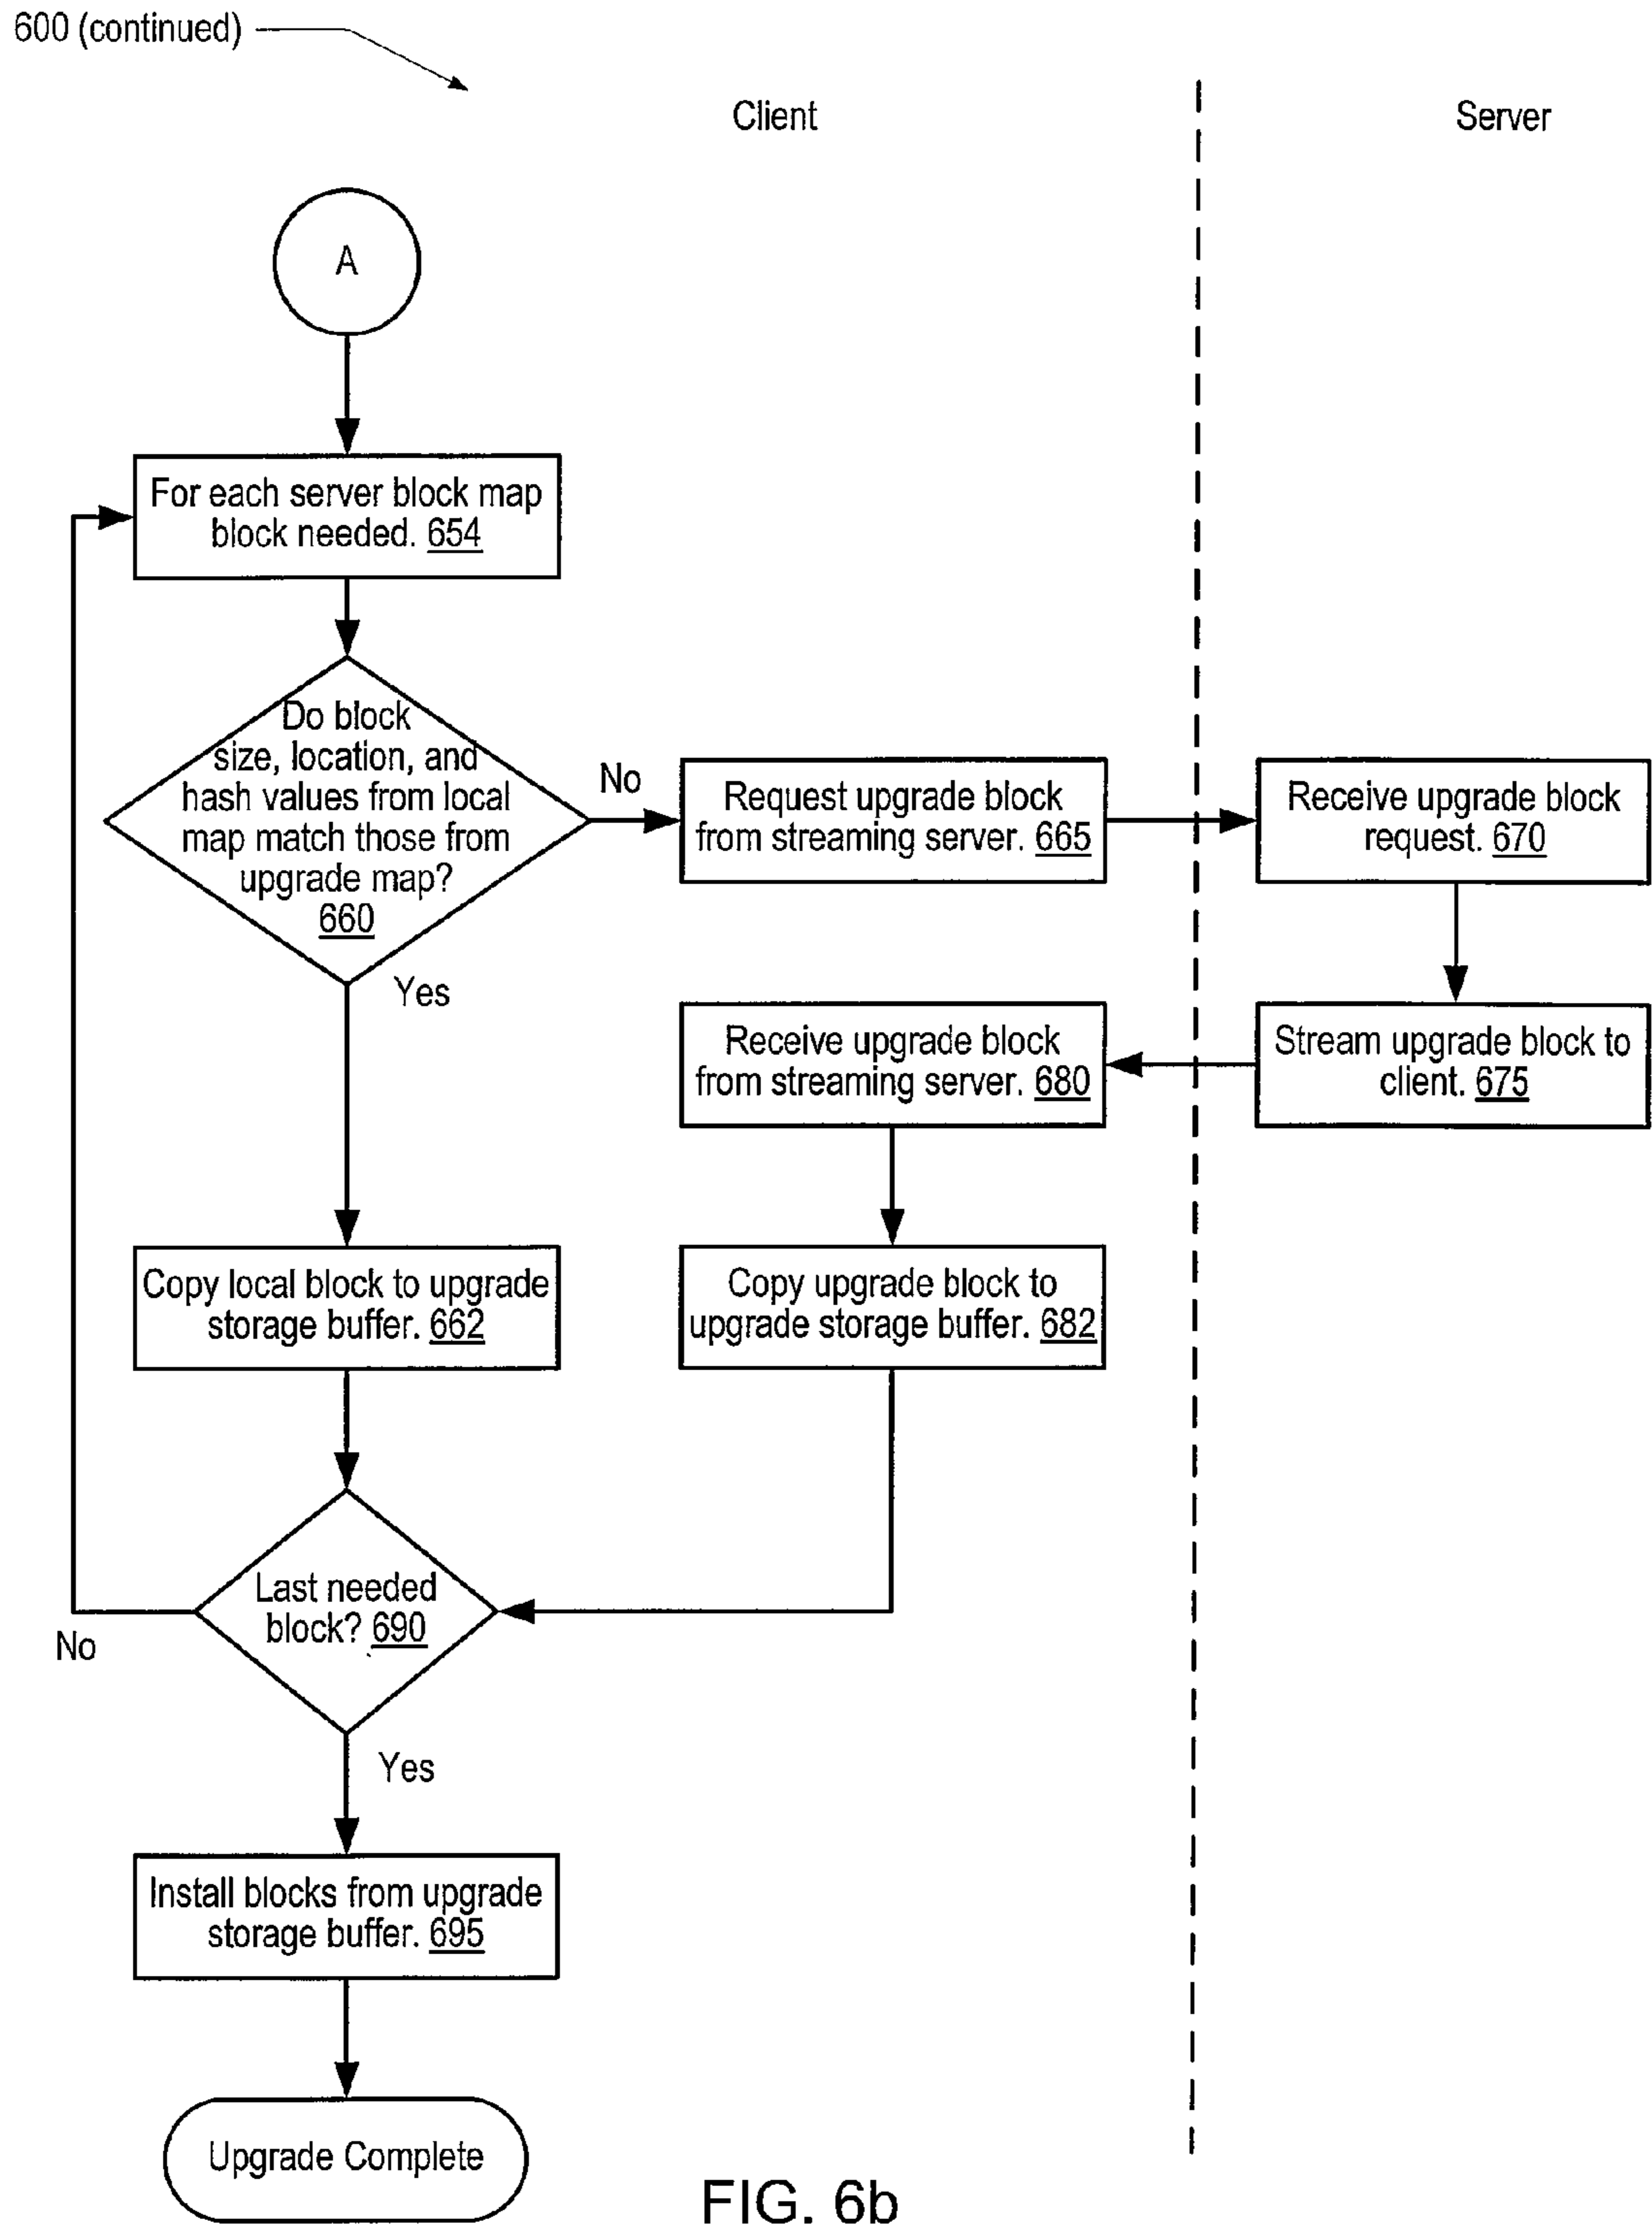 600 (continued)
Client
Server
A
For each server block map
block needed. 654
Do block
size, location, and
hash values from local
map match those from
upgrade map?
660
No
Request upgrade block
from streaming server. 665
Receive upgrade block
request. 670
Yes
Receive upgrade block
from streaming server. 680
Stream upgrade block to
client. 675
Copy local block to upgrade
storage buffer. 662
Copy upgrade block to
upgrade storage buffer. 682
Last needed
block? 690
No
Yes
Install blocks from upgrade
storage buffer. 695
Upgrade Complete
FIG. 6b